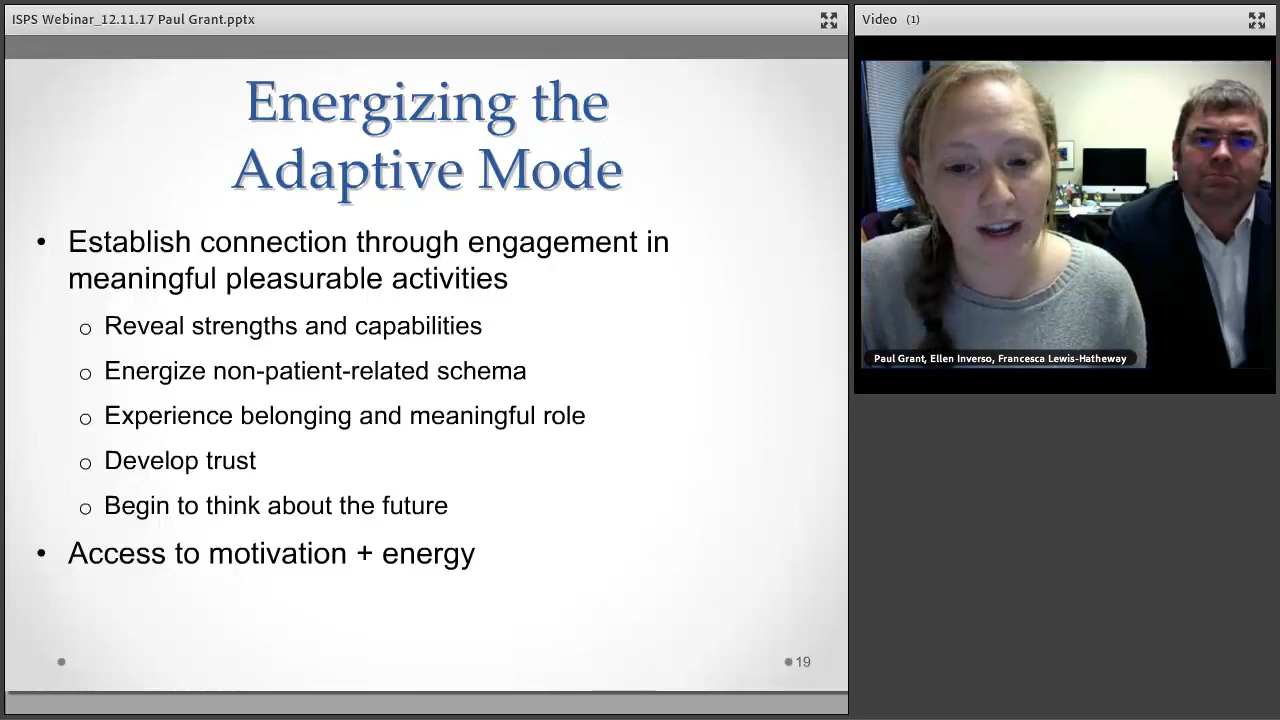 ISPS Webinar_12.11.17 Paul Grant.pptx
Video (1)
Energizing the
Adaptive Mode
• Establish connection through engagement in
meaningful pleasurable activities
o Reveal strengths and capabilities
o Energize non-patient-related schema
o Experience belonging and meaningful role
o Develop trust
o Begin to think about the future
• Access to motivation + energy
19
Paul Grant, Ellen Inverso, Francesca Lewis-Hatheway